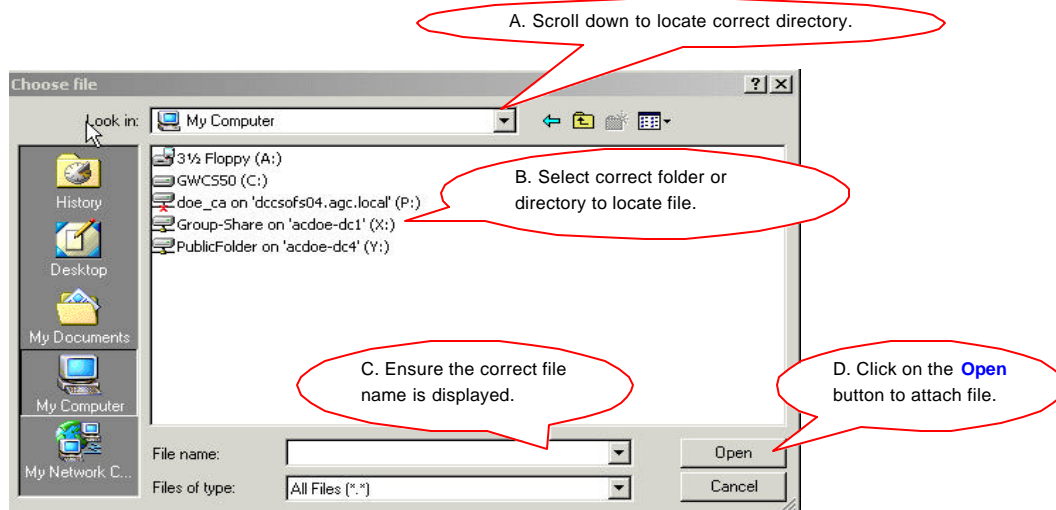 A. Scroll down to locate correct directory.
Choose file
Look in:
My Computer
3½ Floppy (A:)
GWCS50 (C:)
doe_ca on 'dccsofs04.agc.local' (P:)
Group-Share on 'acdoe-dc1' (X:)
PublicFolder on 'acdoe-dc4' (Y:)
B. Select correct folder or
directory to locate file.
History
Desktop
My Documents
My Computer
My Network C...
C. Ensure the correct file
name is displayed.
D. Click on the Open
button to attach file.
File name:
Open
Files of type:
All Files (*.*)
Cancel